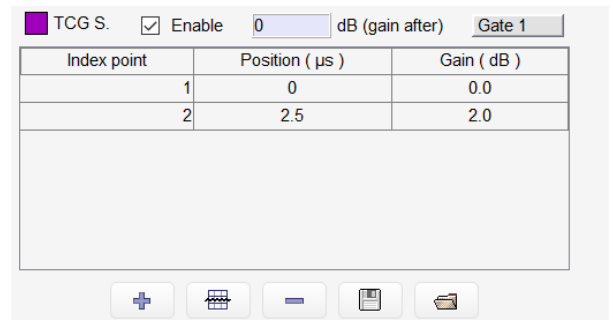 TCG S. Enable 0 dB (gain after) Gate 1
Index point Position ( µs ) Gain ( dB )
1 0 0.0
2 2.5 2.0